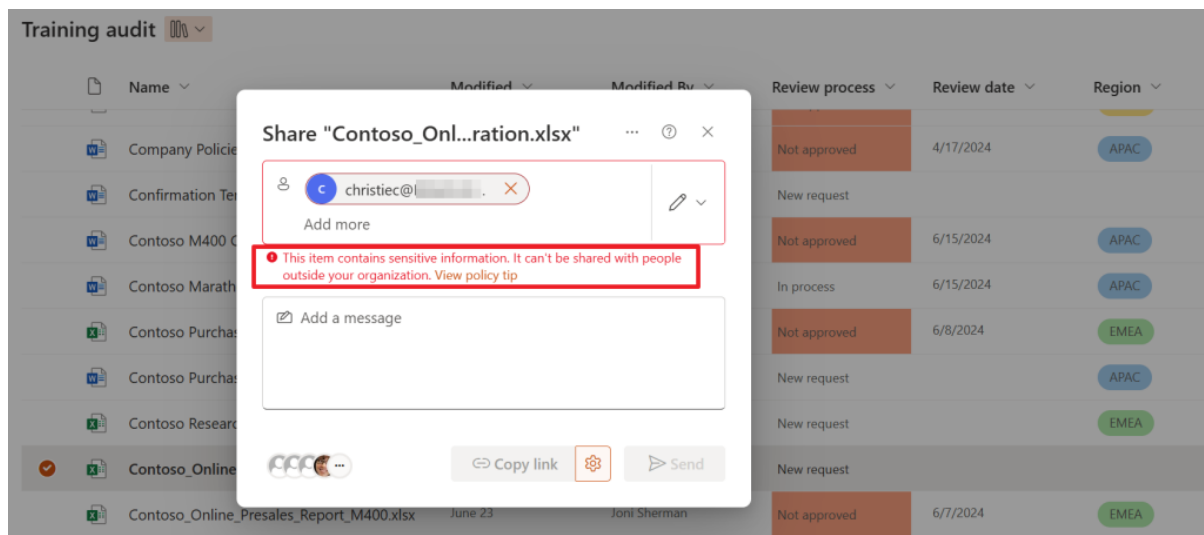 Training audit
Name Modified Modified By Review process Review date Region
Company Policie Not approved 4/17/2024 APAC
Confirmation Te New request
Contoso M400 C Not approved 6/15/2024 APAC
Contoso Marath In process 6/15/2024 APAC
Contoso Purchas Not approved 6/8/2024 EMEA
Contoso Purchas New request APAC
Contoso Researc New request EMEA
Contoso_Online New request
Contoso_Online_Presales_Report_M400.xlsx June 23 Joni Sherman Not approved 6/7/2024 EMEA
Share "Contoso_Onl...ration.xlsx"
C christiec@
Add more
This item contains sensitive information. It can't be shared with people
outside your organization. View policy tip
Add a message
Copy link Send